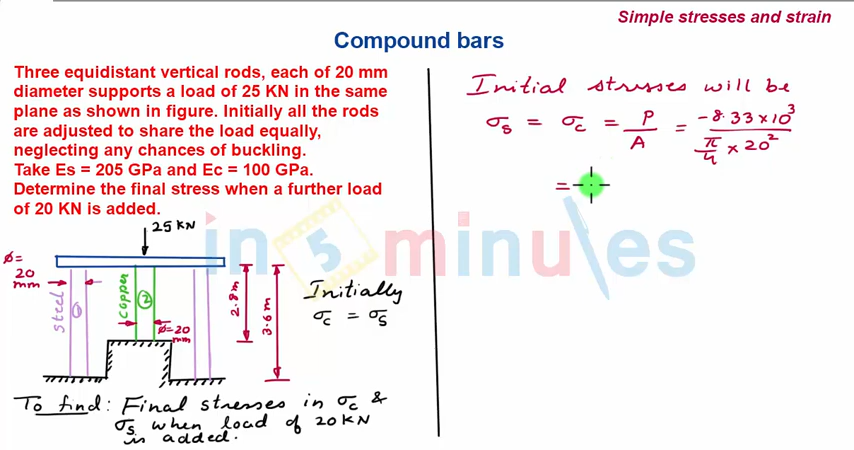 Simple stresses and strain
Compound bars
Three equidistant vertical rods, each of 20 mm
diameter supports a load of 25 KN in the same
plane as shown in figure. Initially all the rods
are adjusted to share the load equally,
neglecting any chances of buckling.
Take Es = 205 GPa and Ec = 100 GPa.
Determine the final stress when a further load
of 20 KN is added.
25 KN
φ=
20
mm
Steel
①
Copper
②
φ=20
mm
2.8m
3.6m
Initially
σc = σs
To find: Final stresses in σc &
σs when load of 20KN
is added.
Initial stresses will be
σs = σc = P/A = -8.33×10³ / π/4 × 20²
= -
in 5 minutes